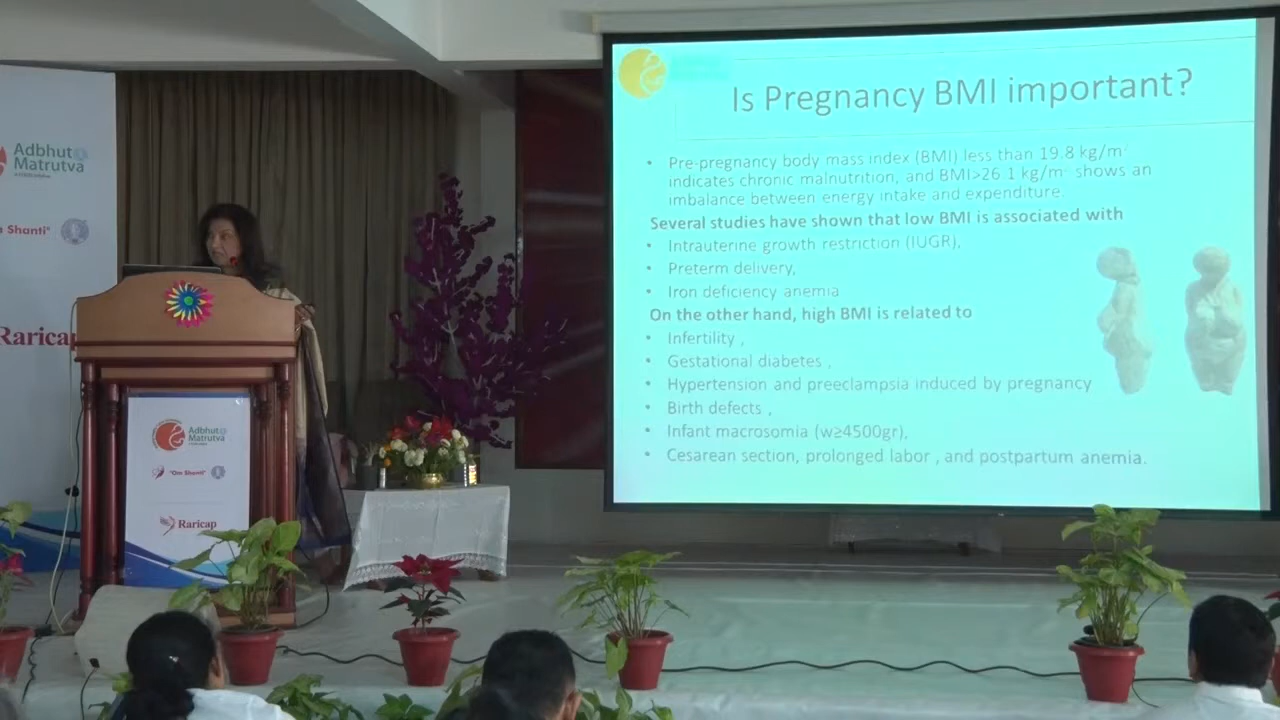 Adbhut
Matrutva
Shanti"
Raricap
Adbhut
Matrutva
"Om Shanti"
Raricap
Is Pregnancy BMI important?
• Pre-pregnancy body mass index (BMI) less than 19.8 kg/m²
indicates chronic malnutrition, and BMI>26.1 kg/m² shows an
imbalance between energy intake and expenditure.
Several studies have shown that low BMI is associated with
• Intrauterine growth restriction (IUGR),
• Preterm delivery,
• Iron deficiency anemia
On the other hand, high BMI is related to
• Infertility ,
• Gestational diabetes ,
• Hypertension and preeclampsia induced by pregnancy
• Birth defects ,
• Infant macrosomia (w≥4500gr),
• Cesarean section, prolonged labor , and postpartum anemia.